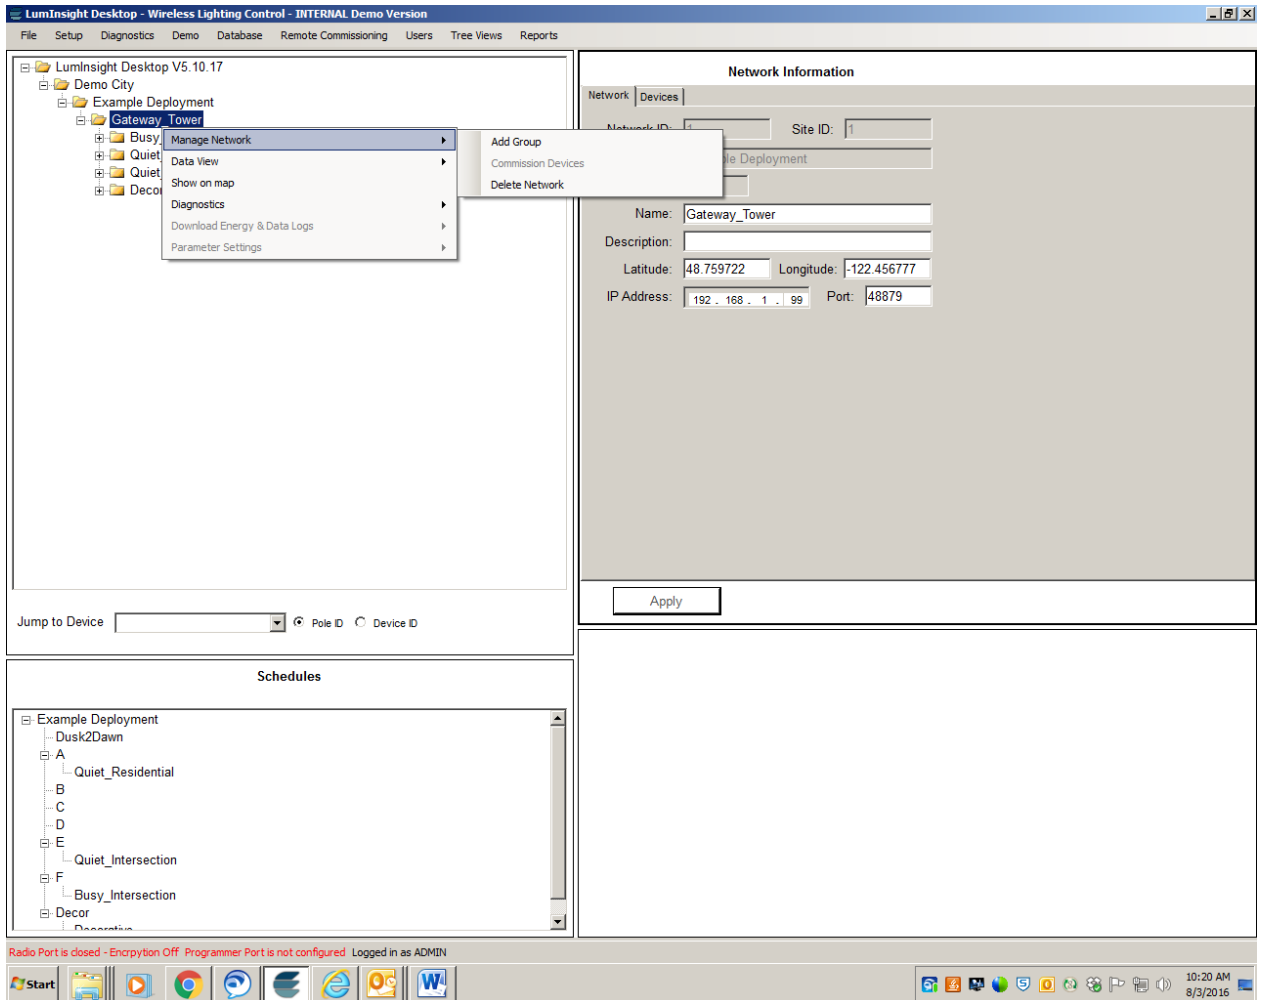 LumInsight Desktop - Wireless Lighting Control - INTERNAL Demo Version
File Setup Diagnostics Demo Database Remote Commissioning Users Tree Views Reports
LumInsight Desktop V5.10.17
Demo City
Example Deployment
Gateway_Tower
Busy_
Quiet
Quiet
Decor
Manage Network
Data View
Show on map
Diagnostics
Download Energy & Data Logs
Parameter Settings
Add Group
Commission Devices
Delete Network
Jump to Device Pole ID Device ID
Network Information
Network Devices
Network ID: 1 Site ID: 1
Deployment
Name: Gateway_Tower
Description:
Latitude: 48.759722 Longitude: -122.456777
IP Address: 192 . 168 . 1 . 99 Port: 48879
Apply
Schedules
Example Deployment
Dusk2Dawn
A
Quiet_Residential
B
C
D
E
Quiet_Intersection
F
Busy_Intersection
Decor
Radio Port is closed - Encrpytion Off Programmer Port is not configured Logged in as ADMIN
Start
10:20 AM
8/3/2016